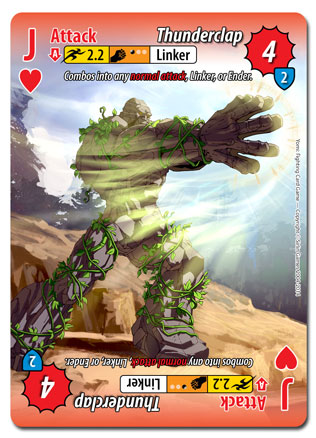 J Attack Thunderclap 4
2.2 Linker 2
Combos into any normal attack, Linker, or Ender.
Combos into any normal attack, Linker, or Ender.
2.2 Linker 2
J Attack Thunderclap 4